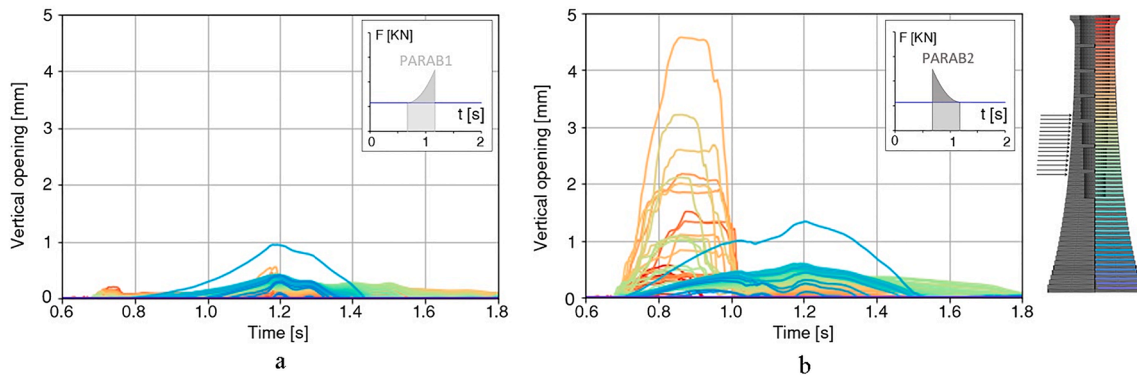 5
4
3
2
1
0
Vertical opening [mm]
0.6 0.8 1.0 1.2 1.4 1.6 1.8
Time [s]
F [KN]
PARAB1
t [s]
0 1 2
a
5
4
3
2
1
0
Vertical opening [mm]
0.6 0.8 1.0 1.2 1.4 1.6 1.8
Time [s]
F [KN]
PARAB2
t [s]
0 1 2
b